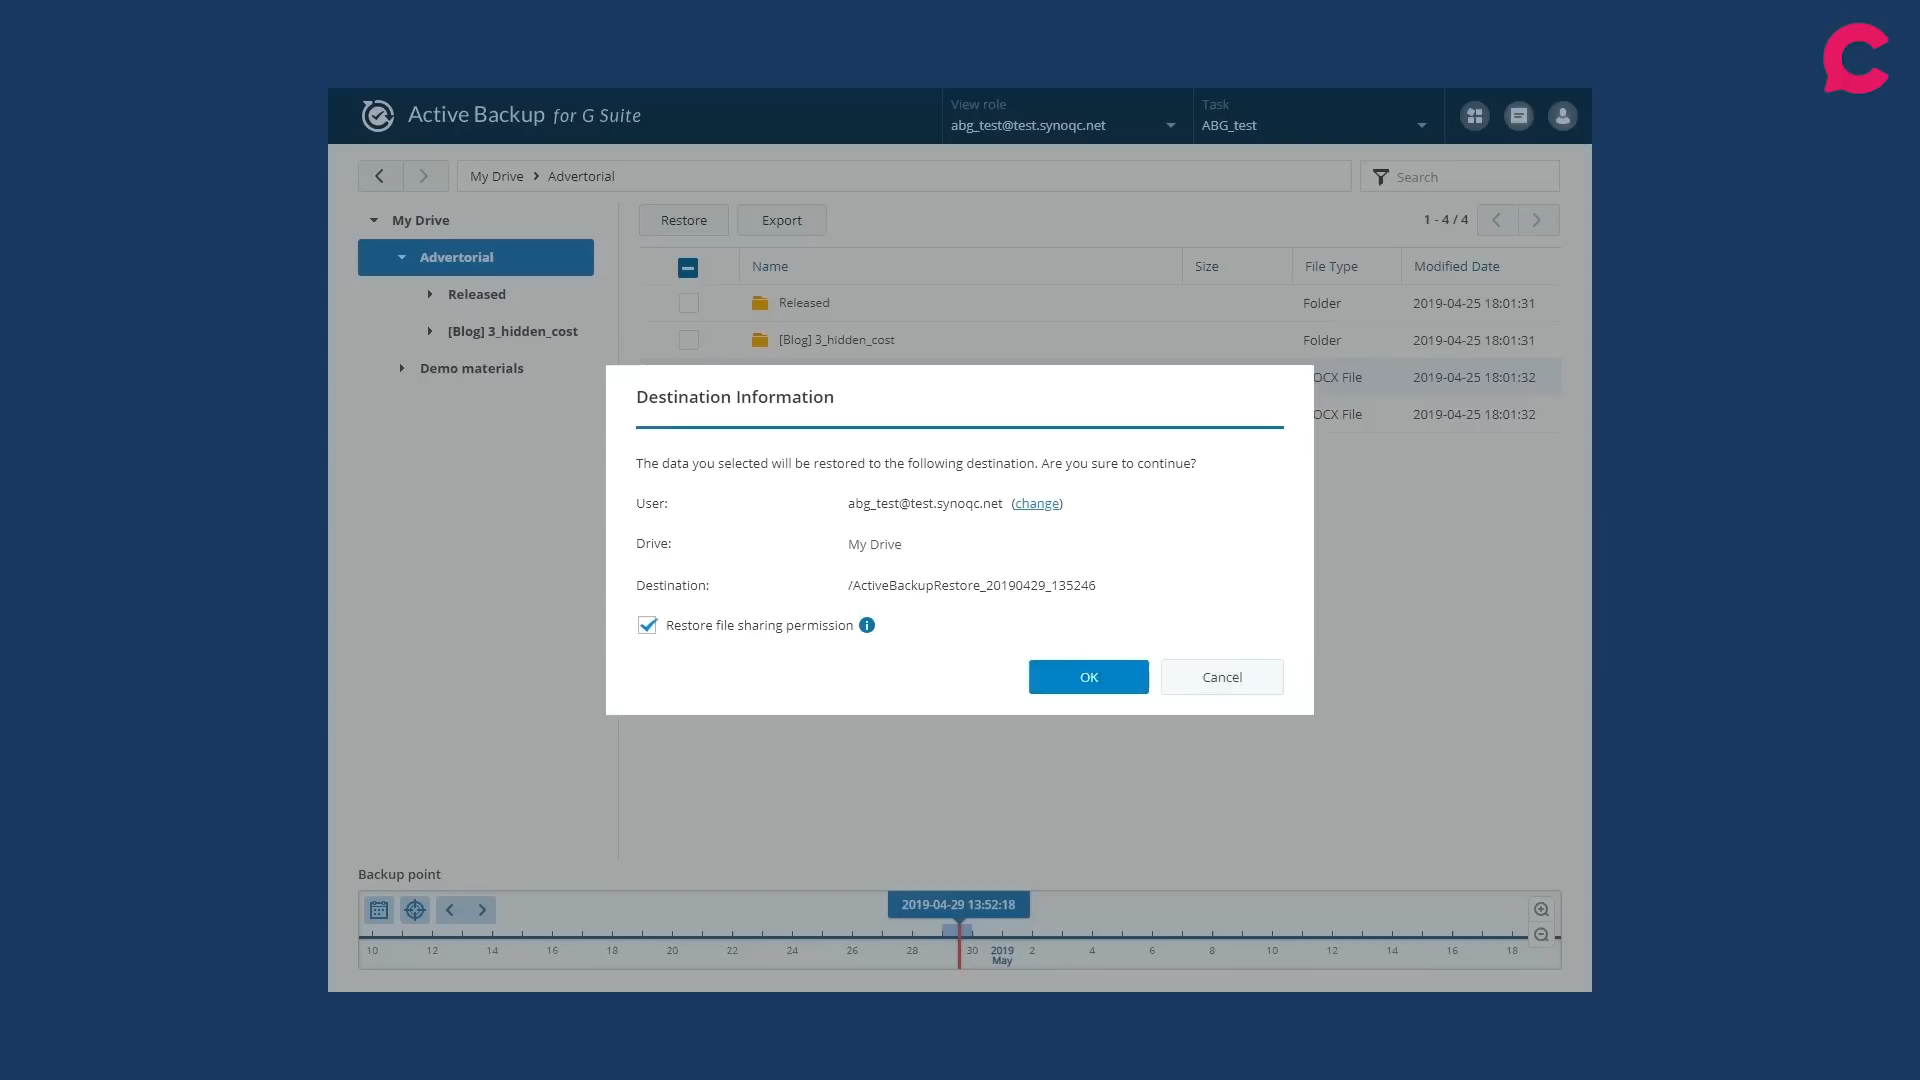 Active Backup for G Suite
View role
abg_test@test.synoqc.net
Task
ABG_test
My Drive > Advertorial
Search
My Drive
Advertorial
Released
[Blog] 3_hidden_cost
Demo materials
Restore
Export
1 - 4 / 4
Name Size File Type Modified Date
Released Folder 2019-04-25 18:01:31
[Blog] 3_hidden_cost Folder 2019-04-25 18:01:31
OCX File 2019-04-25 18:01:32
OCX File 2019-04-25 18:01:32
Destination Information
The data you selected will be restored to the following destination. Are you sure to continue?
User: abg_test@test.synoqc.net (change)
Drive: My Drive
Destination: /ActiveBackupRestore_20190429_135246
Restore file sharing permission
OK
Cancel
Backup point
2019-04-29 13:52:18
10 12 14 16 18 20 22 24 26 28 30 2019 May 2 4 6 8 10 12 14 16 18